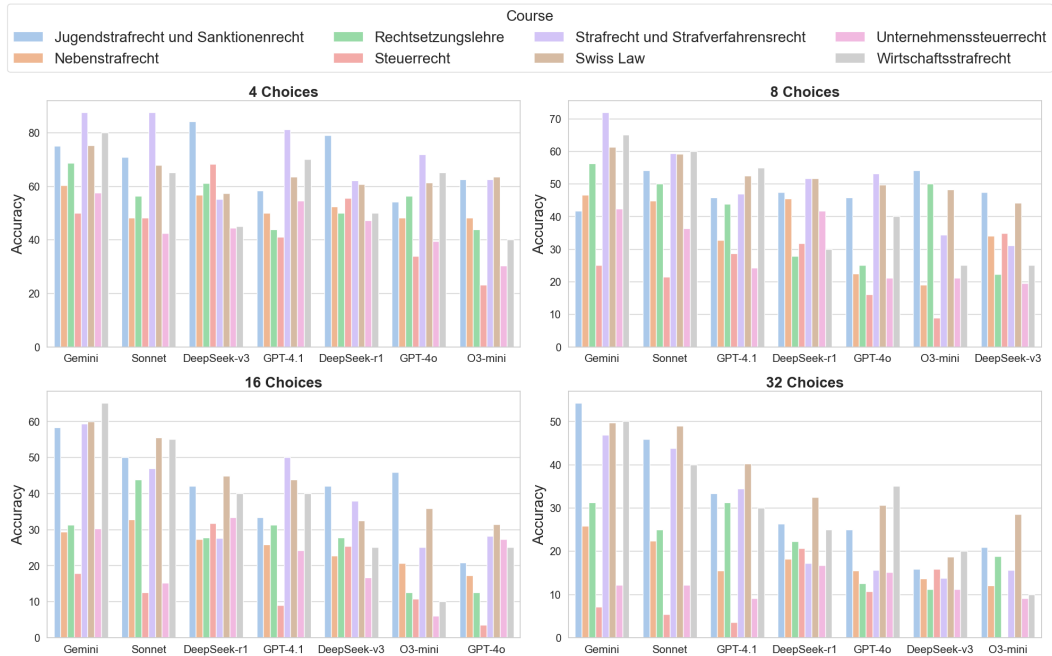 Course
Jugendstrafrecht und Sanktionenrecht Rechtsetzungslehre Strafrecht und Strafverfahrensrecht Unternehmenssteuerrecht
Nebenstrafrecht Steuerrecht Swiss Law Wirtschaftsstrafrecht
4 Choices
Accuracy
80
60
40
20
0
Gemini Sonnet DeepSeek-v3 GPT-4.1 DeepSeek-r1 GPT-4o O3-mini
8 Choices
Accuracy
70
60
50
40
30
20
10
0
Gemini Sonnet GPT-4.1 DeepSeek-r1 GPT-4o O3-mini DeepSeek-v3
16 Choices
Accuracy
60
50
40
30
20
10
0
Gemini Sonnet DeepSeek-r1 GPT-4.1 DeepSeek-v3 O3-mini GPT-4o
32 Choices
Accuracy
50
40
30
20
10
0
Gemini Sonnet GPT-4.1 DeepSeek-r1 GPT-4o DeepSeek-v3 O3-mini